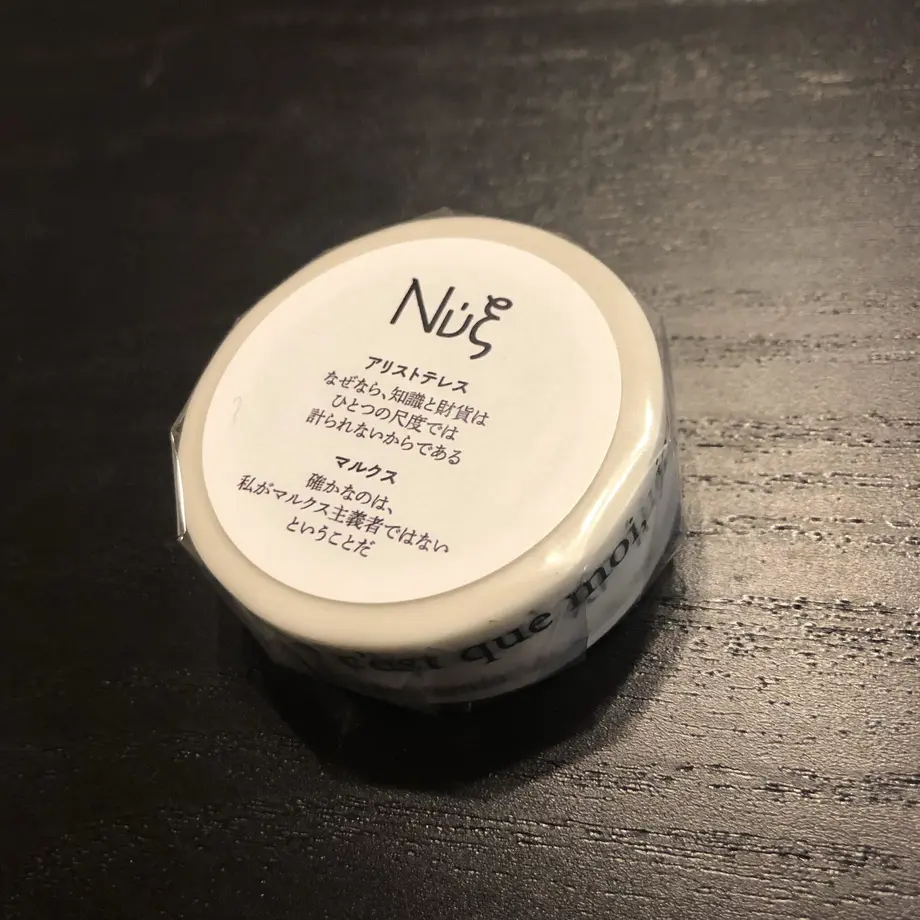 Νύξ
アリストテレス
なぜなら、知識と財貨は
ひとつの尺度では
計られないからである
マルクス
確かなのは、
私がマルクス主義者ではない
ということだ
c'est que moi,